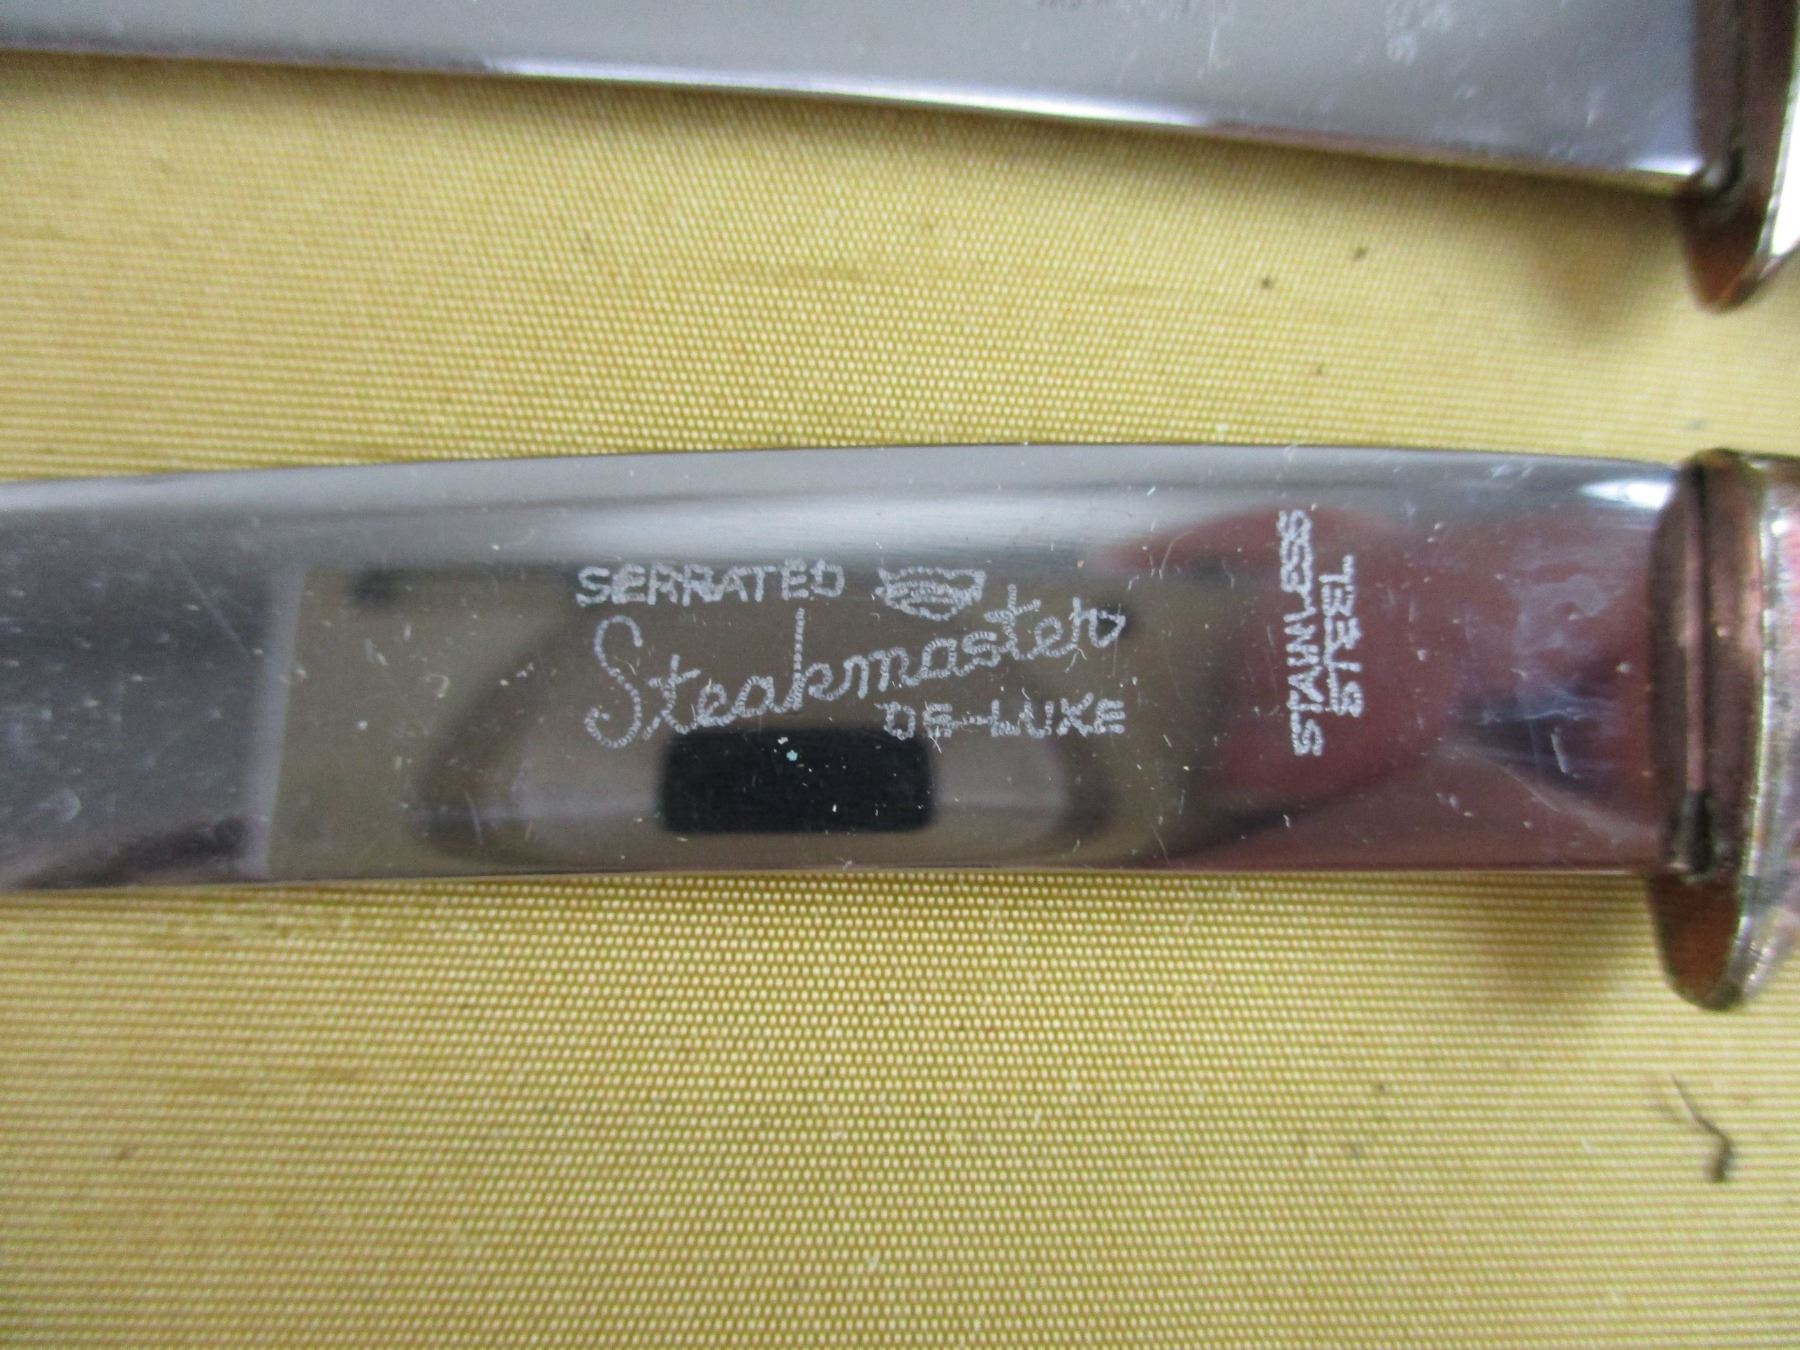 SERRATED
Steakmaster
DE-LUXE
STAINLESS
STEEL